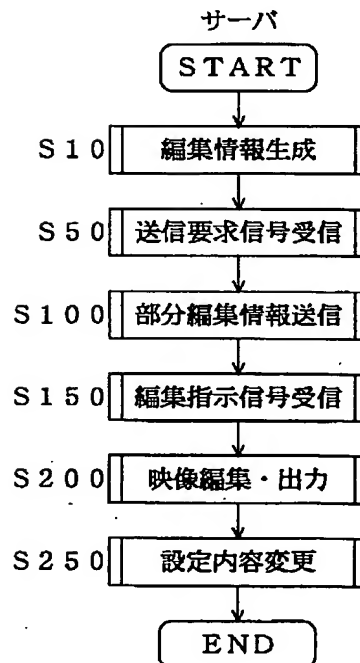 サーバ
START
S10 編集情報生成
S50 送信要求信号受信
S100 部分編集情報送信
S150 編集指示信号受信
S200 映像編集・出力
S250 設定内容変更
END